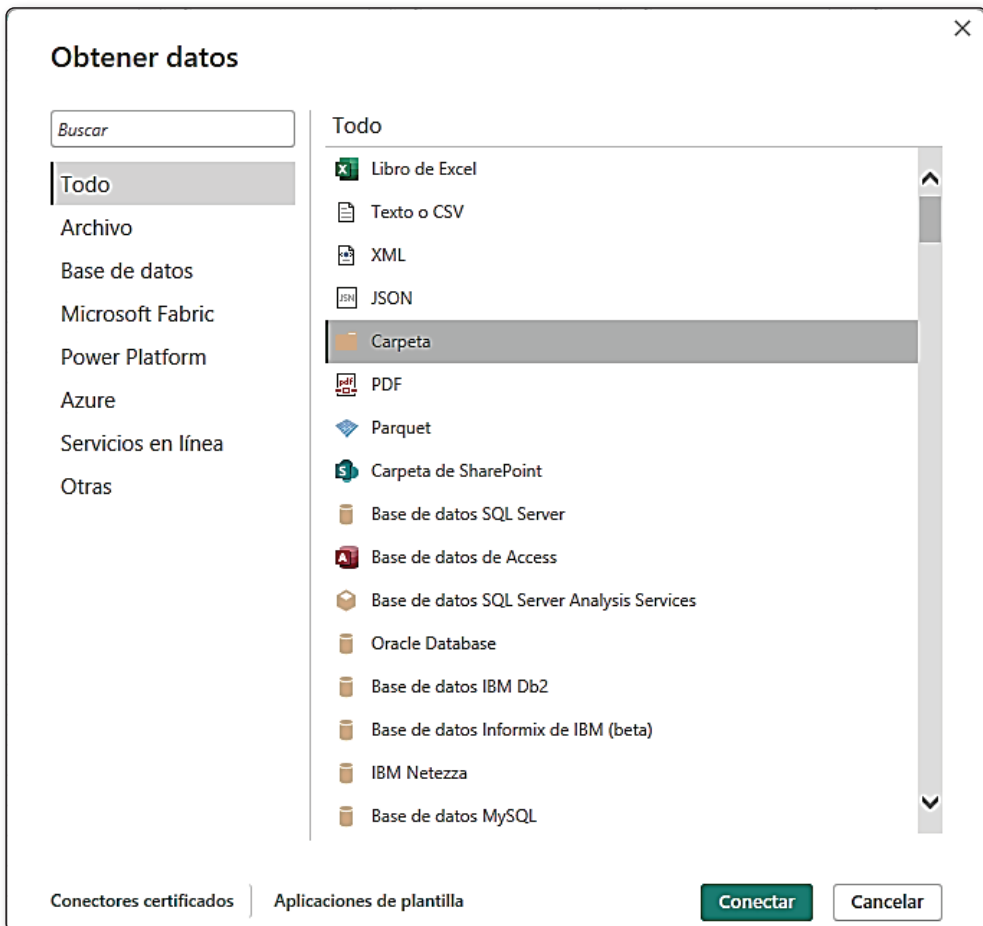 Obtener datos
Buscar
Todo
Archivo
Base de datos
Microsoft Fabric
Power Platform
Azure
Servicios en línea
Otras
Todo
Libro de Excel
Texto o CSV
XML
JSON
Carpeta
PDF
Parquet
Carpeta de SharePoint
Base de datos SQL Server
Base de datos de Access
Base de datos SQL Server Analysis Services
Oracle Database
Base de datos IBM Db2
Base de datos Informix de IBM (beta)
IBM Netezza
Base de datos MySQL
Conectores certificados
Aplicaciones de plantilla
Conectar
Cancelar